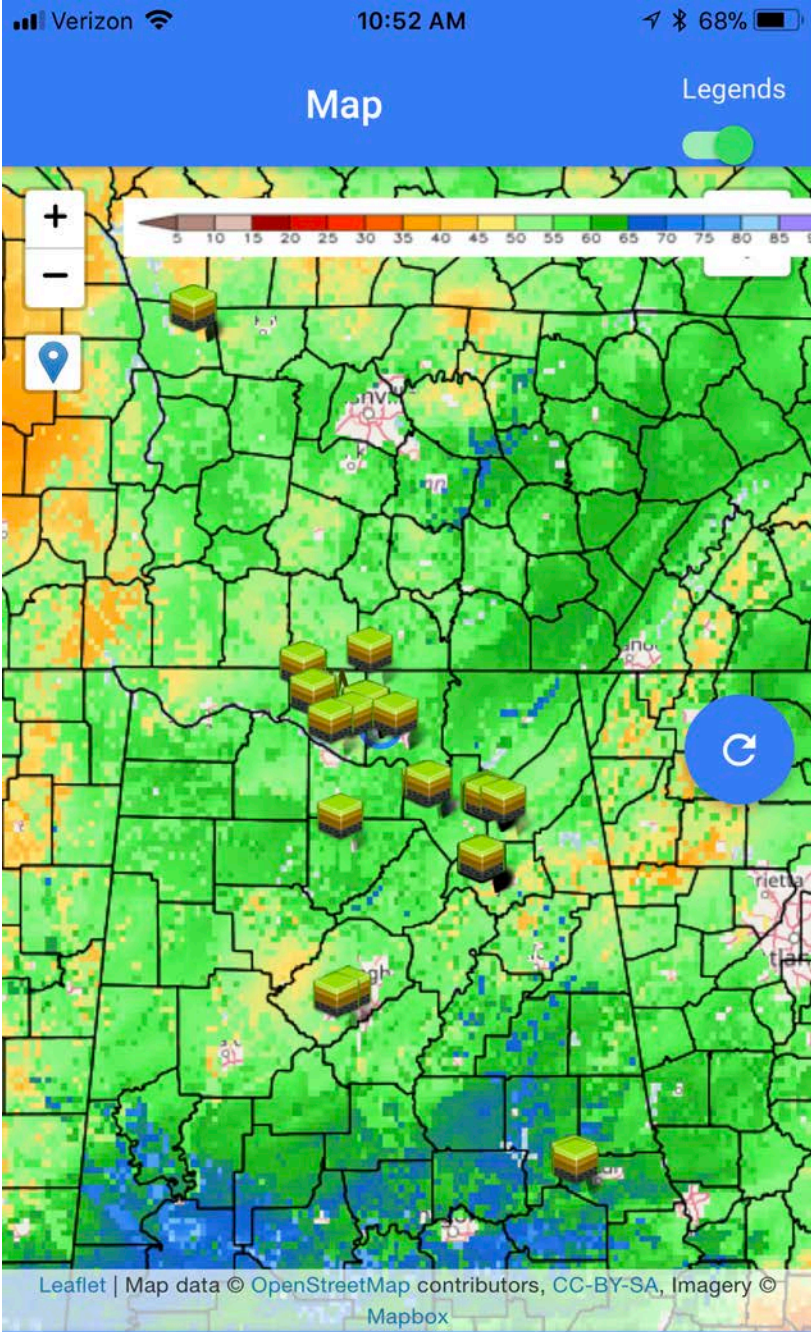 Verizon 10:52 AM 68%
Map
Legends
+
5 10 15 20 25 30 35 40 45 50 55 60 65 70 75 80 85
−
rietta
Leaflet | Map data © OpenStreetMap contributors, CC-BY-SA, Imagery ©
Mapbox